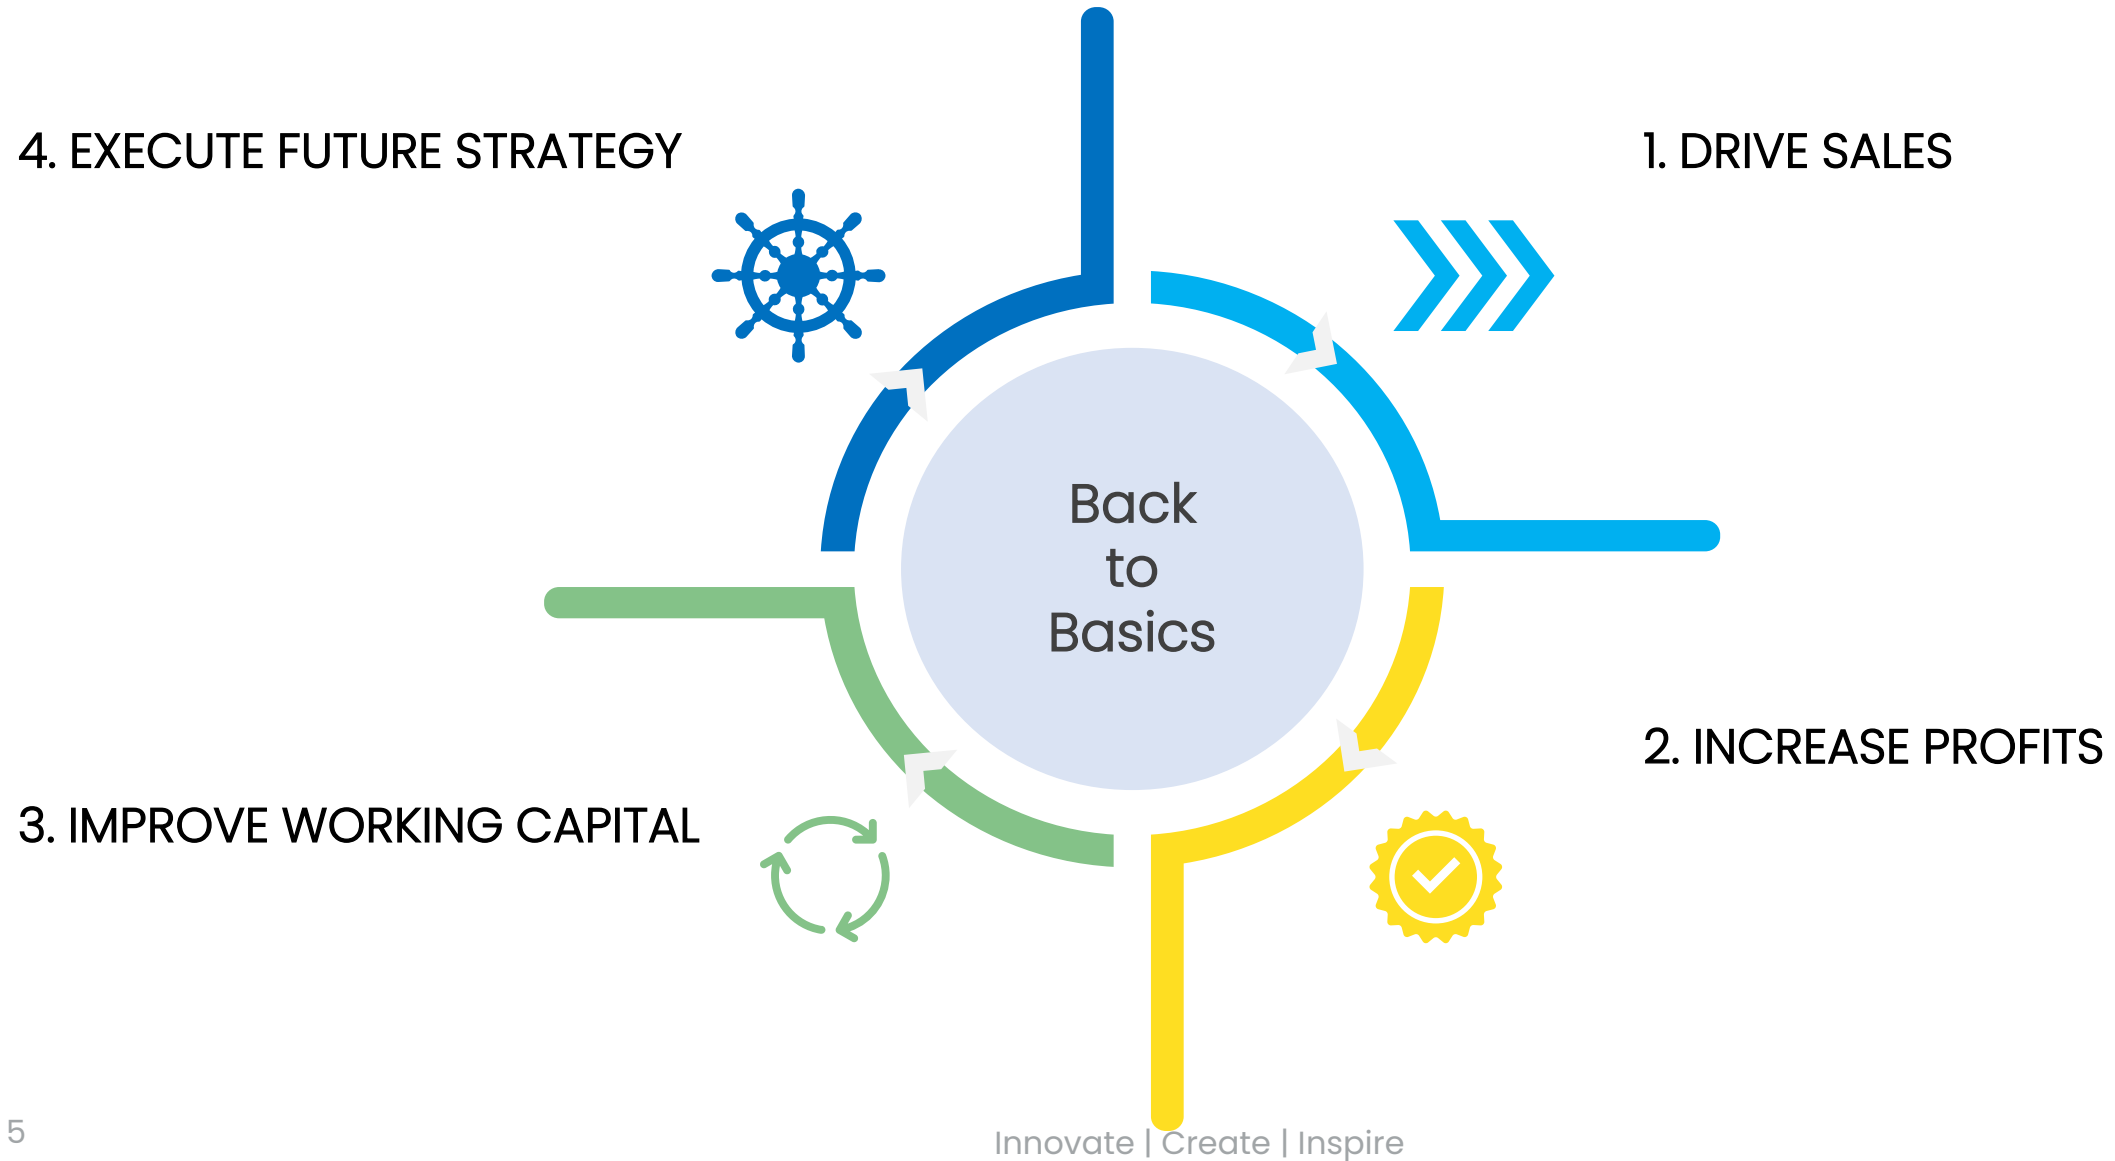 4. EXECUTE FUTURE STRATEGY
1. DRIVE SALES
Back
to
Basics
2. INCREASE PROFITS
3. IMPROVE WORKING CAPITAL
5
Innovate | Create | Inspire